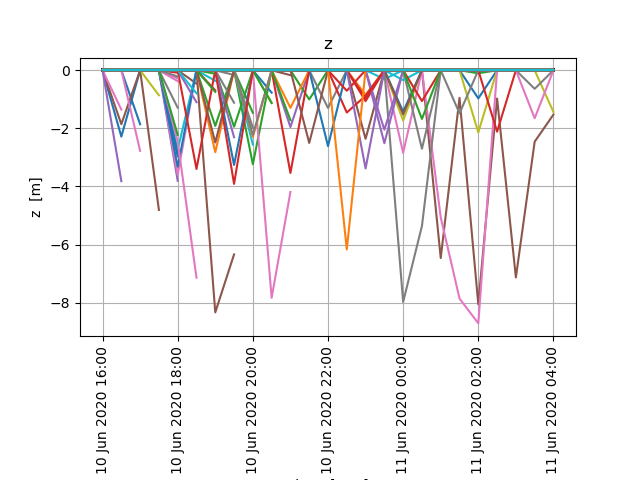 z
0
−2
−4
−6
−8
z [m]
10 Jun 2020 16:00
10 Jun 2020 18:00
10 Jun 2020 20:00
10 Jun 2020 22:00
11 Jun 2020 00:00
11 Jun 2020 02:00
11 Jun 2020 04:00